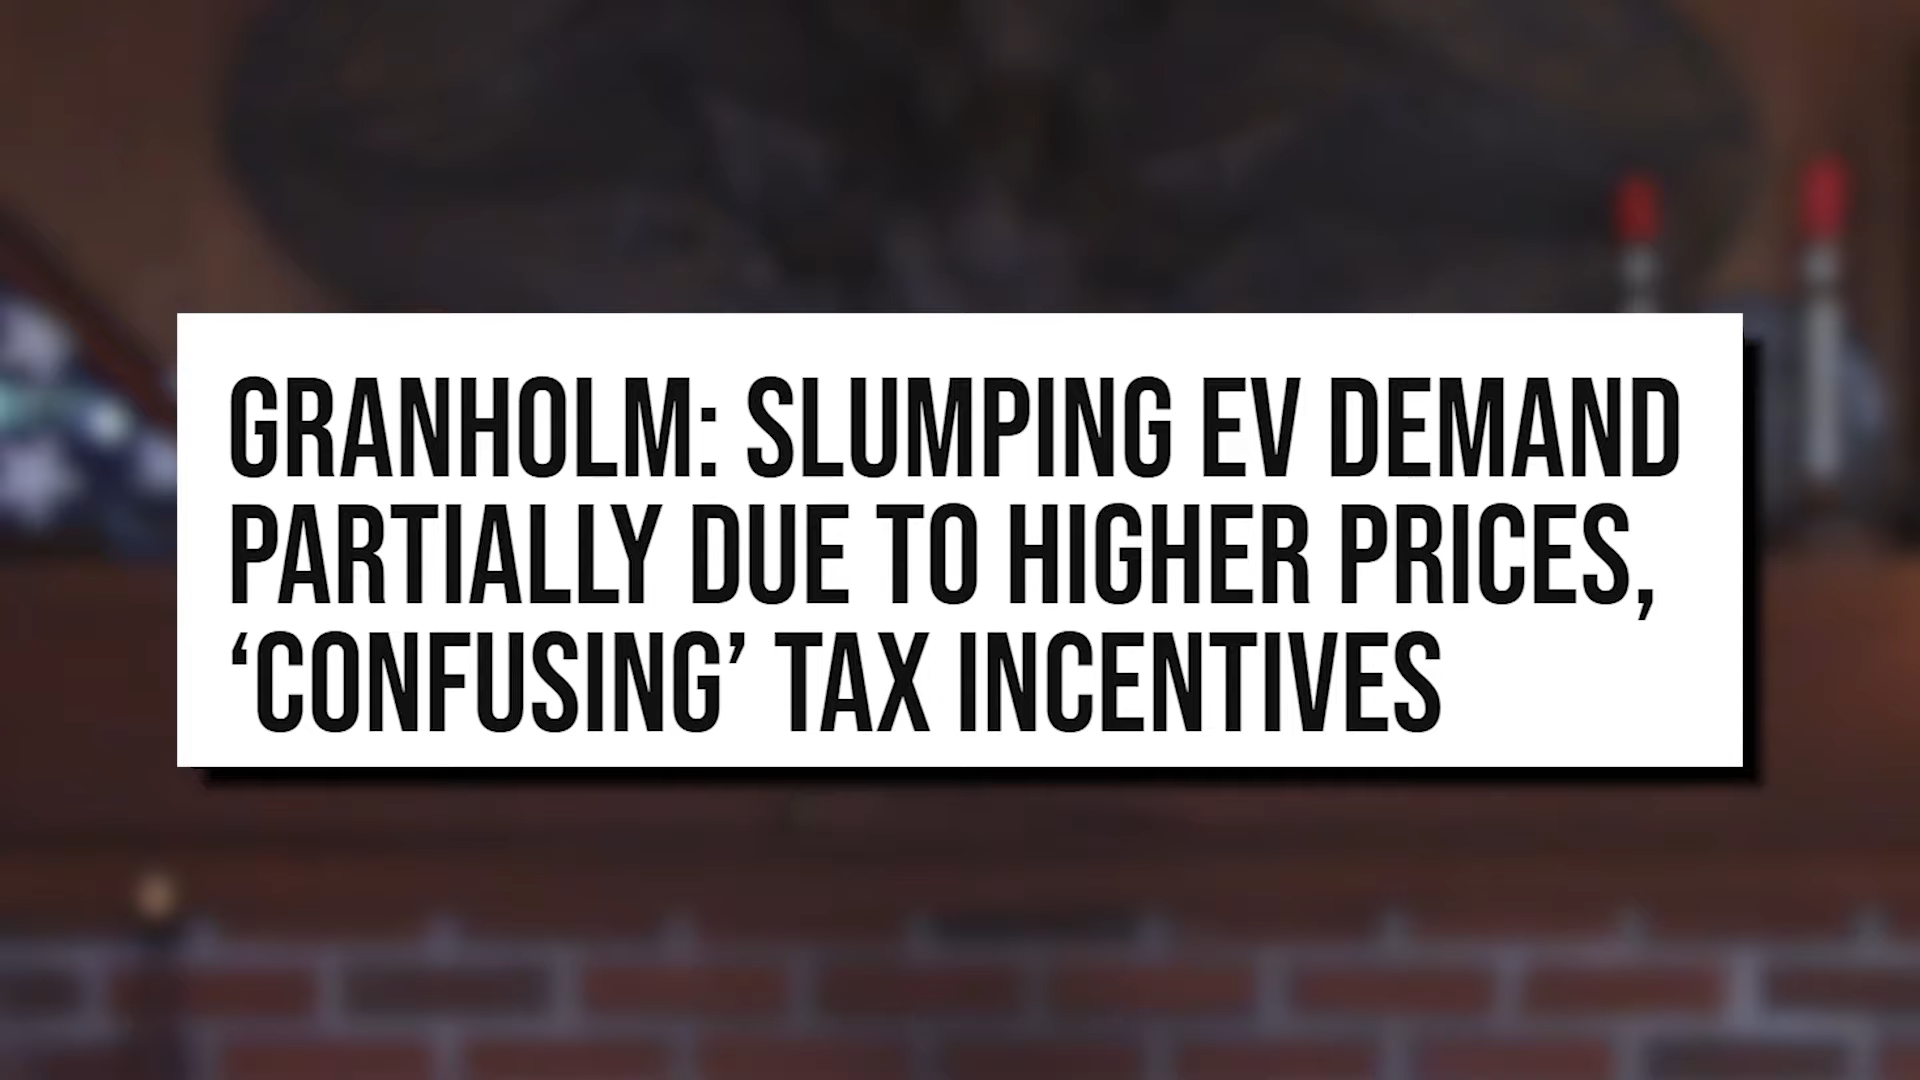 GRANHOLM: SLUMPING EV DEMAND
PARTIALLY DUE TO HIGHER PRICES,
‘CONFUSING’ TAX INCENTIVES